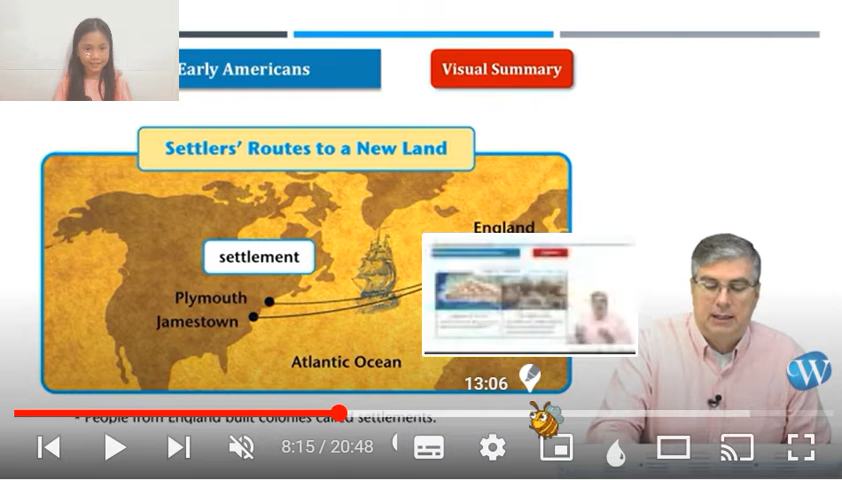 Early Americans
Visual Summary
Settlers' Routes to a New Land
England
settlement
Plymouth
Jamestown
Atlantic Ocean
13:06
W
- People from England built colonies called settlements.
8:15 / 20:48